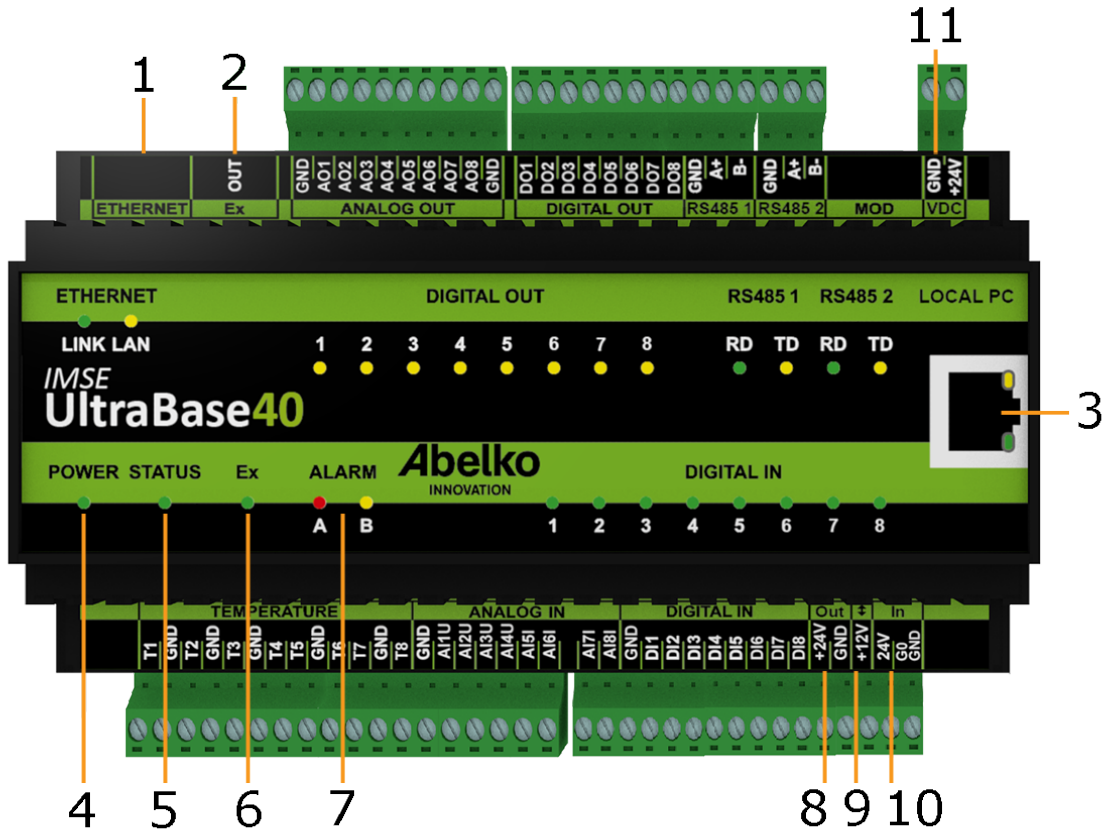 11
1 2
GND AO1 AO2 AO3 AO4 AO5 AO6 AO7 AO8 GND
DO1 DO2 DO3 DO4 DO5 DO6 DO7 DO8 GND A+ B- GND A+ B-
GND +24V
OUT
ETHERNET Ex ANALOG OUT DIGITAL OUT RS485 1 RS485 2 MOD VDC
ETHERNET DIGITAL OUT RS485 1 RS485 2 LOCAL PC
LINK LAN 1 2 3 4 5 6 7 8 RD TD RD TD
IMSE
UltraBase40
3
POWER STATUS Ex ALARM Abelko DIGITAL IN
INNOVATION
A B 1 2 3 4 5 6 7 8
TEMPERATURE ANALOG IN DIGITAL IN Out ‡ In
T1 GND T2 GND T3 GND T4 T5 GND T6 T7 GND T8 GND AI1U AI2U AI3U AI4U AI5I AI6I AI7I AI8I GND DI1 DI2 DI3 DI4 DI5 DI6 DI7 DI8 +24V GND +12V 24V G0 GND
4 5 6 7 8 9 10